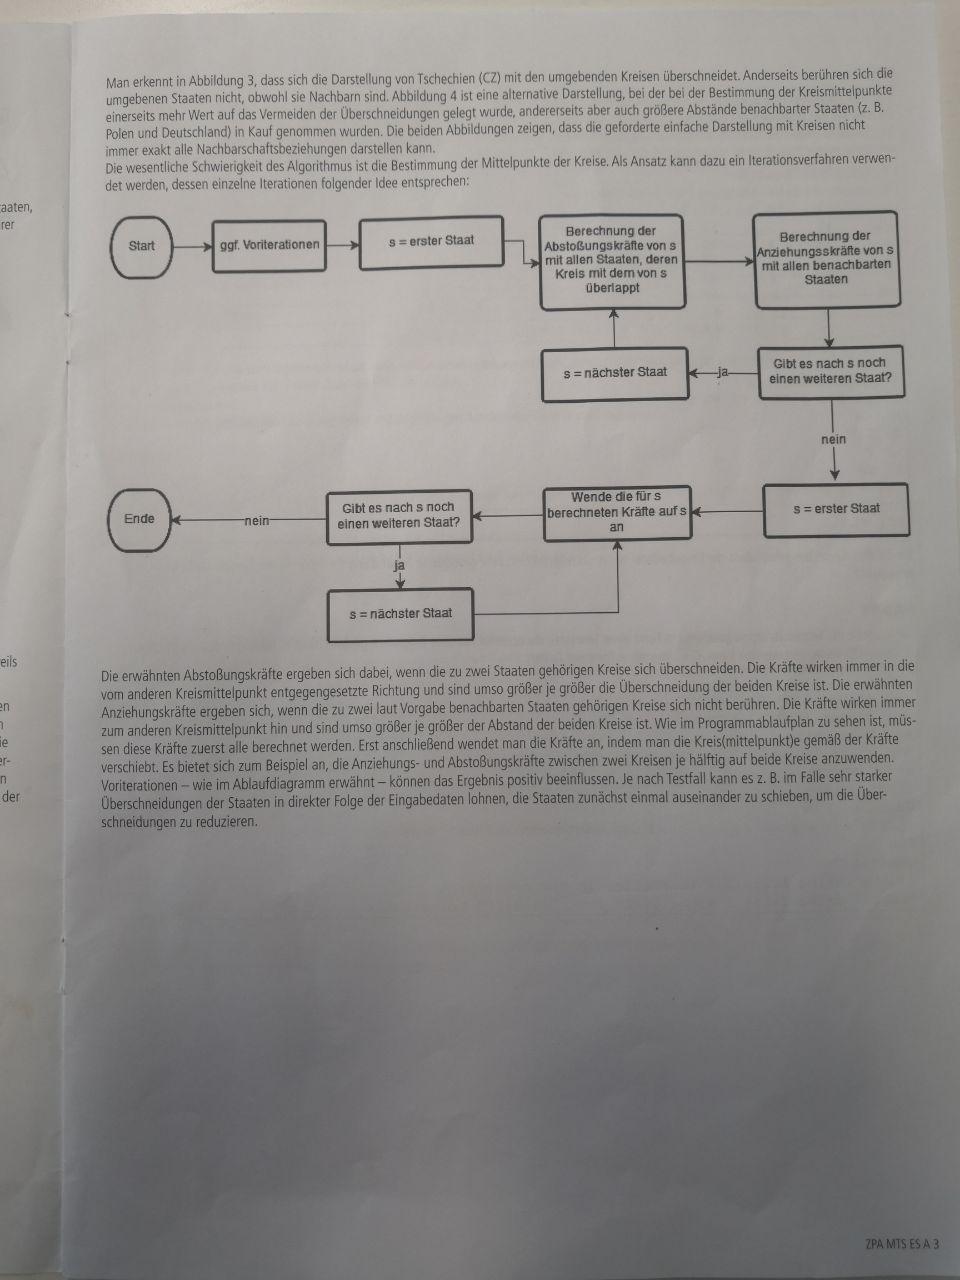 Man erkennt in Abbildung 3, dass sich die Darstellung von Tschechien (CZ) mit den umgebenden Kreisen überschneidet. Anderseits berühren sich die
umgebenen Staaten nicht, obwohl sie Nachbarn sind. Abbildung 4 ist eine alternative Darstellung, bei der bei der Bestimmung der Kreismittelpunkte
einerseits mehr Wert auf das Vermeiden der Überschneidungen gelegt wurde, andererseits aber auch größere Abstände benachbarter Staaten (z. B.
Polen und Deutschland) in Kauf genommen wurden. Die beiden Abbildungen zeigen, dass die geforderte einfache Darstellung mit Kreisen nicht
immer exakt alle Nachbarschaftsbeziehungen darstellen kann.
Die wesentliche Schwierigkeit des Algorithmus ist die Bestimmung der Mittelpunkte der Kreise. Als Ansatz kann dazu ein Iterationsverfahren verwen-
det werden, dessen einzelne Iterationen folgender Idee entsprechen:
Start
ggf. Voriterationen
s = erster Staat
Berechnung der
Abstoßungskräfte von s
mit allen Staaten, deren
Kreis mit dem von s
überlappt
Berechnung der
Anziehungsskräfte von s
mit allen benachbarten
Staaten
Gibt es nach s noch
einen weiteren Staat?
ja
s = nächster Staat
nein
s = erster Staat
Wende die für s
berechneten Kräfte auf s
an
Gibt es nach s noch
einen weiteren Staat?
nein
Ende
ja
s = nächster Staat
Die erwähnten Abstoßungskräfte ergeben sich dabei, wenn die zu zwei Staaten gehörigen Kreise sich überschneiden. Die Kräfte wirken immer in die
vom anderen Kreismittelpunkt entgegengesetzte Richtung und sind umso größer je größer die Überschneidung der beiden Kreise ist. Die erwähnten
Anziehungskräfte ergeben sich, wenn die zu zwei laut Vorgabe benachbarten Staaten gehörigen Kreise sich nicht berühren. Die Kräfte wirken immer
zum anderen Kreismittelpunkt hin und sind umso größer je größer der Abstand der beiden Kreise ist. Wie im Programmablaufplan zu sehen ist, müs-
sen diese Kräfte zuerst alle berechnet werden. Erst anschließend wendet man die Kräfte an, indem man die Kreis(mittelpunkt)e gemäß der Kräfte
verschiebt. Es bietet sich zum Beispiel an, die Anziehungs- und Abstoßungskräfte zwischen zwei Kreisen je hälftig auf beide Kreise anzuwenden.
Voriterationen – wie im Ablaufdiagramm erwähnt – können das Ergebnis positiv beeinflussen. Je nach Testfall kann es z. B. im Falle sehr starker
Überschneidungen der Staaten in direkter Folge der Eingabedaten lohnen, die Staaten zunächst einmal auseinander zu schieben, um die Über-
schneidungen zu reduzieren.
ZPA MTS ES A 3
der